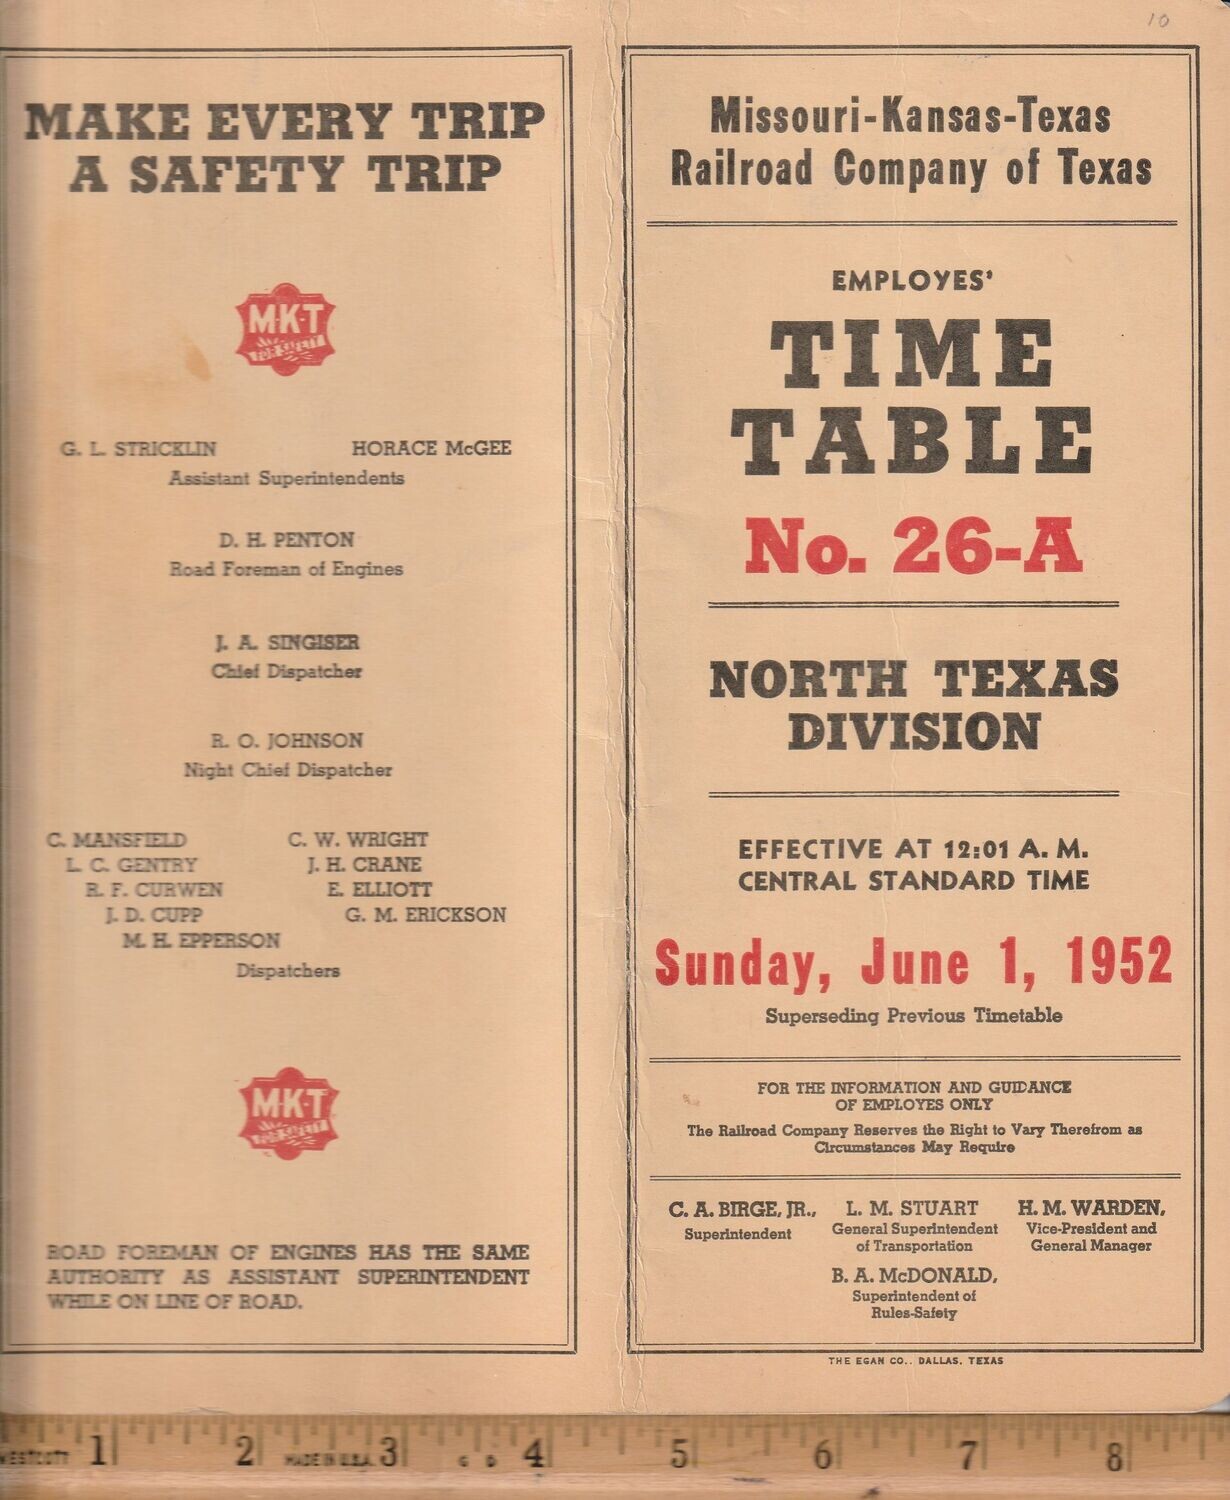 MAKE EVERY TRIP
A SAFETY TRIP
M-K-T
FOR SAFETY
G. L. STRICKLIN HORACE McGEE
Assistant Superintendents
D. H. PENTON
Road Foreman of Engines
J. A. SINGISER
Chief Dispatcher
R. O. JOHNSON
Night Chief Dispatcher
C. MANSFIELD C. W. WRIGHT
L. C. GENTRY J. H. CRANE
R. F. CURWEN E. ELLIOTT
J. D. CUPP G. M. ERICKSON
M. H. EPPERSON
Dispatchers
M-K-T
FOR SAFETY
ROAD FOREMAN OF ENGINES HAS THE SAME
AUTHORITY AS ASSISTANT SUPERINTENDENT
WHILE ON LINE OF ROAD.
10
Missouri-Kansas-Texas
Railroad Company of Texas
EMPLOYES'
TIME
TABLE
No. 26-A
NORTH TEXAS
DIVISION
EFFECTIVE AT 12:01 A. M.
CENTRAL STANDARD TIME
Sunday, June 1, 1952
Superseding Previous Timetable
FOR THE INFORMATION AND GUIDANCE
OF EMPLOYES ONLY
The Railroad Company Reserves the Right to Vary Therefrom as
Circumstances May Require
C. A. BIRGE, JR., L. M. STUART H. M. WARDEN,
Superintendent General Superintendent Vice-President and
of Transportation General Manager
B. A. McDONALD,
Superintendent of
Rules-Safety
THE EGAN CO., DALLAS, TEXAS
WESTCOTT 1 2 MADE IN U.S.A. 3 4 5 6 7 8